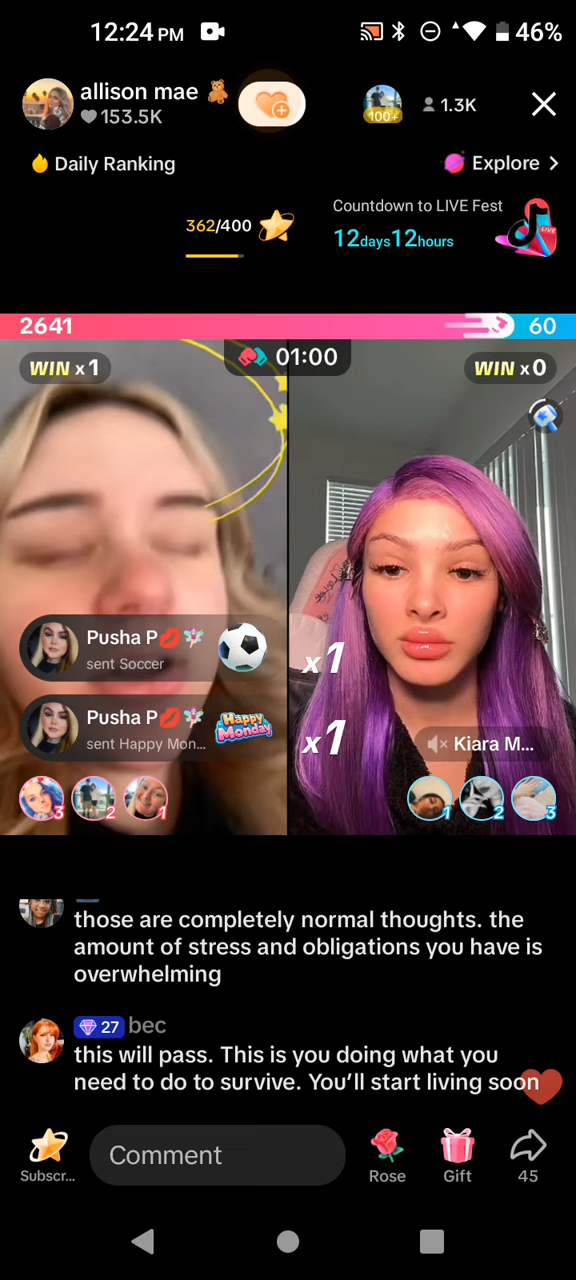 12:24 PM
46%
allison mae
153.5K
100+
1.3K
Daily Ranking
Explore >
Countdown to LIVE Fest
362/400
12days12hours
LIVE
2641
60
WIN x1
01:00
WIN x0
Pusha P
sent Soccer
x1
Pusha P
sent Happy Mon...
Happy Monday
x1
Kiara M...
3
2
1
1
2
3
those are completely normal thoughts. the
amount of stress and obligations you have is
overwhelming
27 bec
this will pass. This is you doing what you
need to do to survive. You’ll start living soon
Subscr...
Comment
Rose
Gift
45